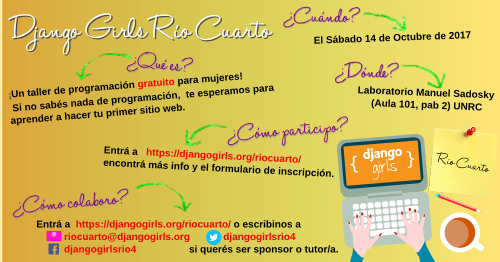 Django Girls Río Cuarto
¿Cuándo?
El Sábado 14 de Octubre de 2017
¿Qué es?
¡Un taller de programación gratuito para mujeres!
Si no sabés nada de programación, te esperamos para
aprender a hacer tu primer sitio web.
¿Dónde?
Laboratorio Manuel Sadosky
(Aula 101, pab 2) UNRC
¿Cómo participo?
Entrá a https://djangogirls.org/riocuarto/
encontrá más info y el formulario de inscripción.
{ django girls }
Río Cuarto
¿Cómo colaboro?
Entrá a https://djangogirls.org/riocuarto/ o escribinos a
riocuarto@djangogirls.org djangogirlsrio4
djangogirlsrio4 si querés ser sponsor o tutor/a.